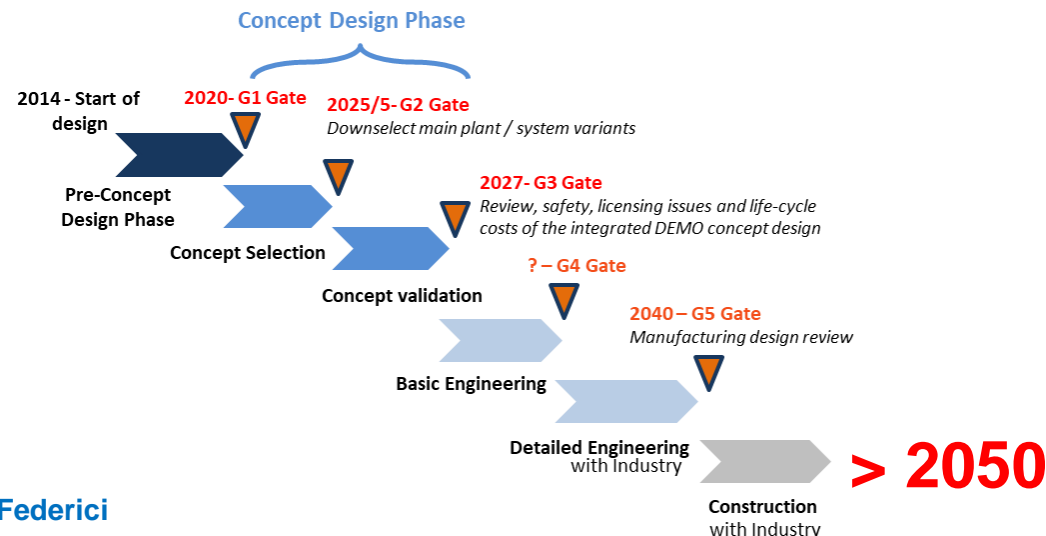 Concept Design Phase
2014 - Start of
design
2020- G1 Gate
2025/5- G2 Gate
Downselect main plant / system variants
Pre-Concept
Design Phase
2027- G3 Gate
Review, safety, licensing issues and life-cycle
costs of the integrated DEMO concept design
Concept Selection
? – G4 Gate
Concept validation
2040 – G5 Gate
Manufacturing design review
Basic Engineering
Detailed Engineering
with Industry
> 2050
Federici
Construction
with Industry